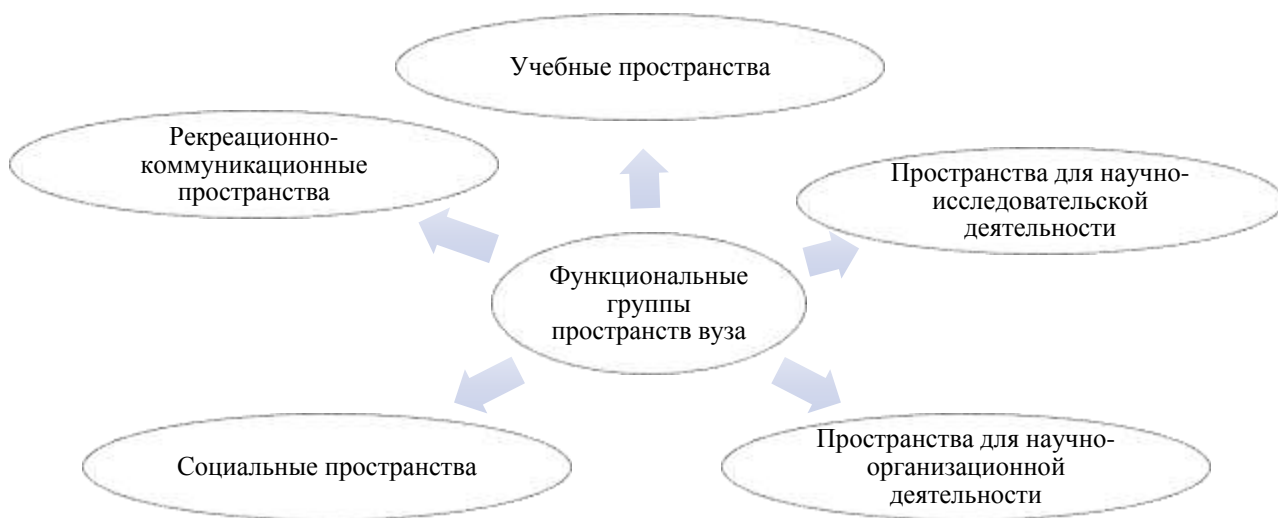 Учебные пространства
Рекреационно-
коммуникационные
пространства
Пространства для научно-
исследовательской
деятельности
Функциональные
группы
пространств вуза
Социальные пространства
Пространства для научно-
организационной
деятельности